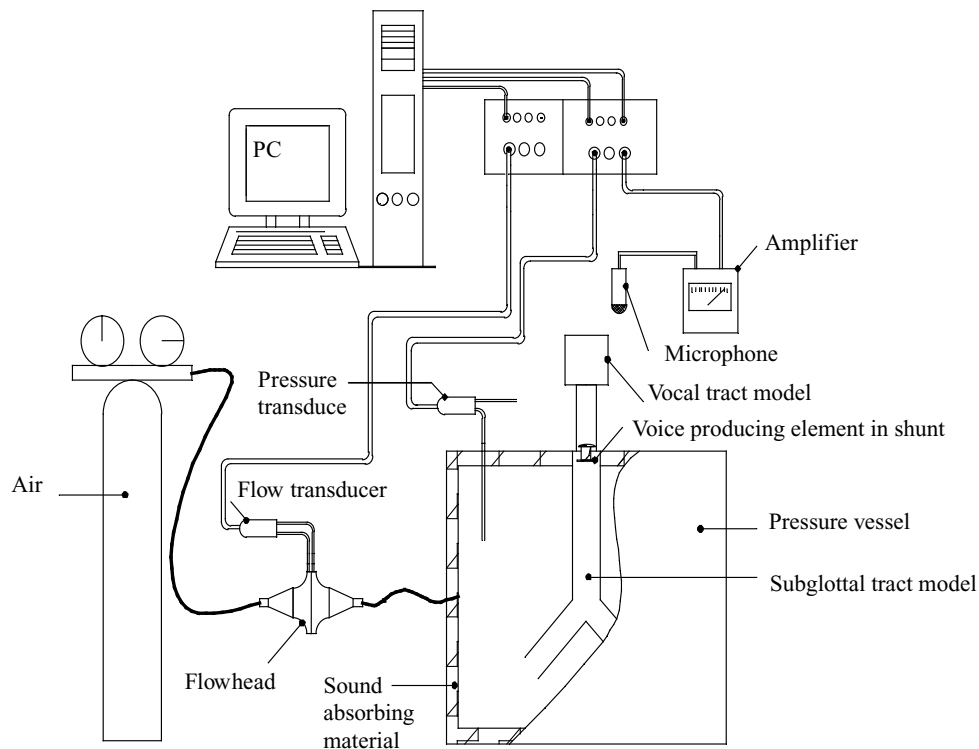 PC
Amplifier
Microphone
Pressure
transduce
Vocal tract model
Voice producing element in shunt
Air
Flow transducer
Pressure vessel
Subglottal tract model
Flowhead
Sound
absorbing
material